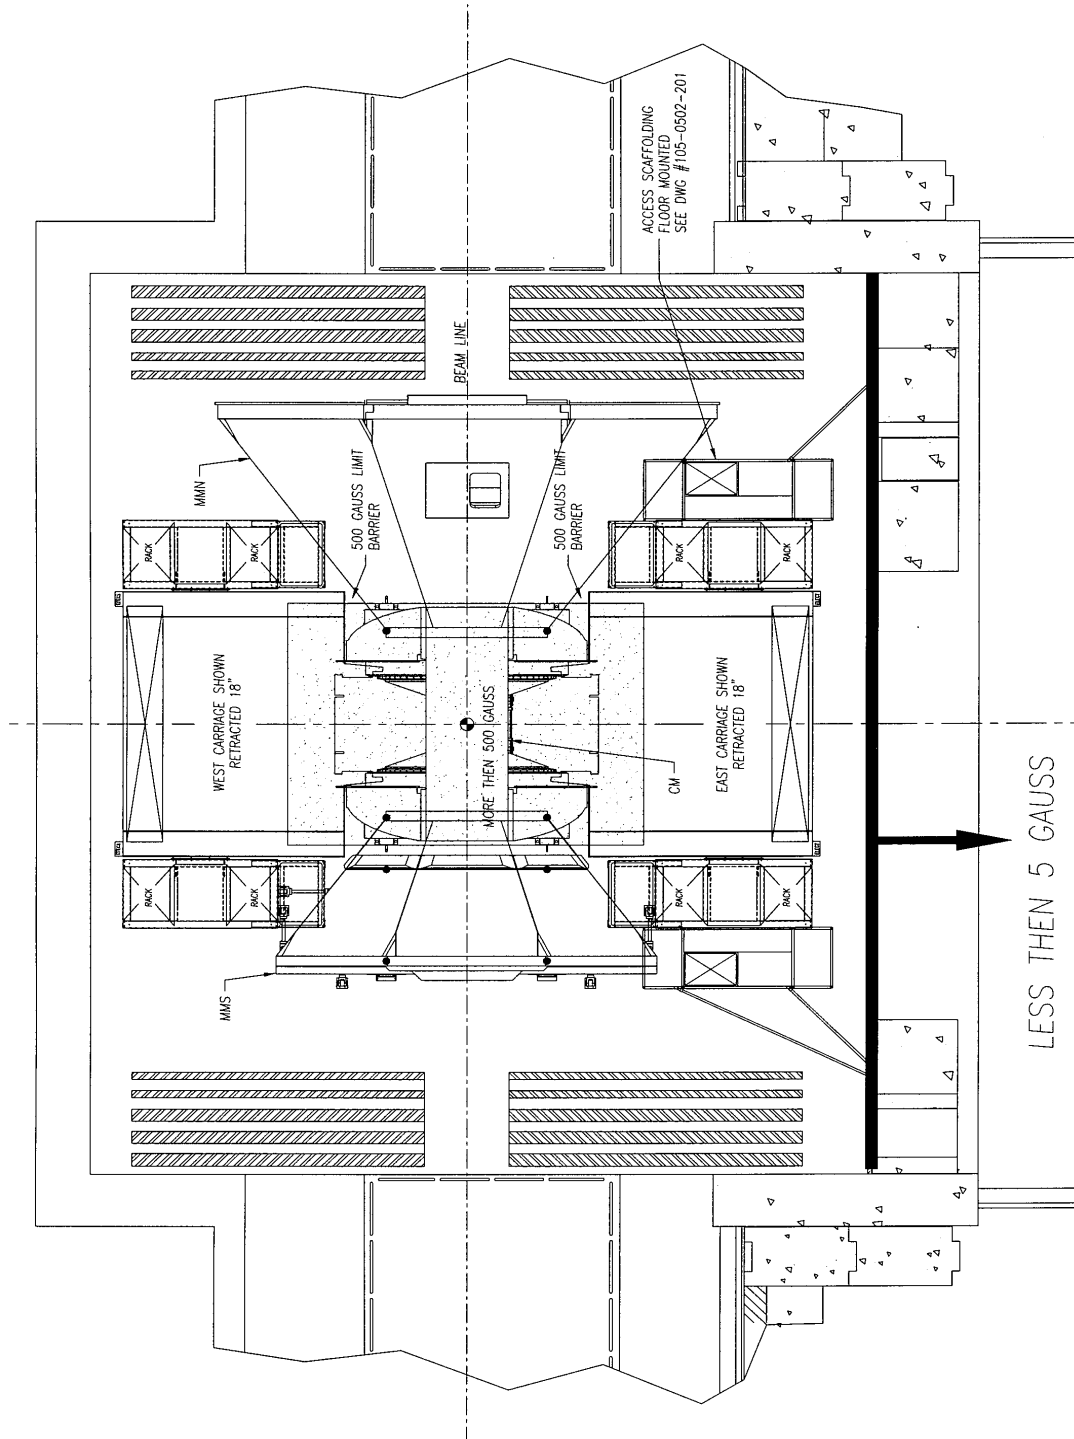 ACCESS SCAFFOLDING
FLOOR MOUNTED
SEE DWG #105-0502-201
BEAM LINE
MMN
500 GAUSS LIMIT
BARRIER
500 GAUSS LIMIT
BARRIER
RACK
RACK
RACK
RACK
WEST CARRIAGE SHOWN
RETRACTED 18"
MORE THEN 500 GAUSS
CM
EAST CARRIAGE SHOWN
RETRACTED 18"
RACK
RACK
RACK
RACK
MMS
LESS THEN 5 GAUSS